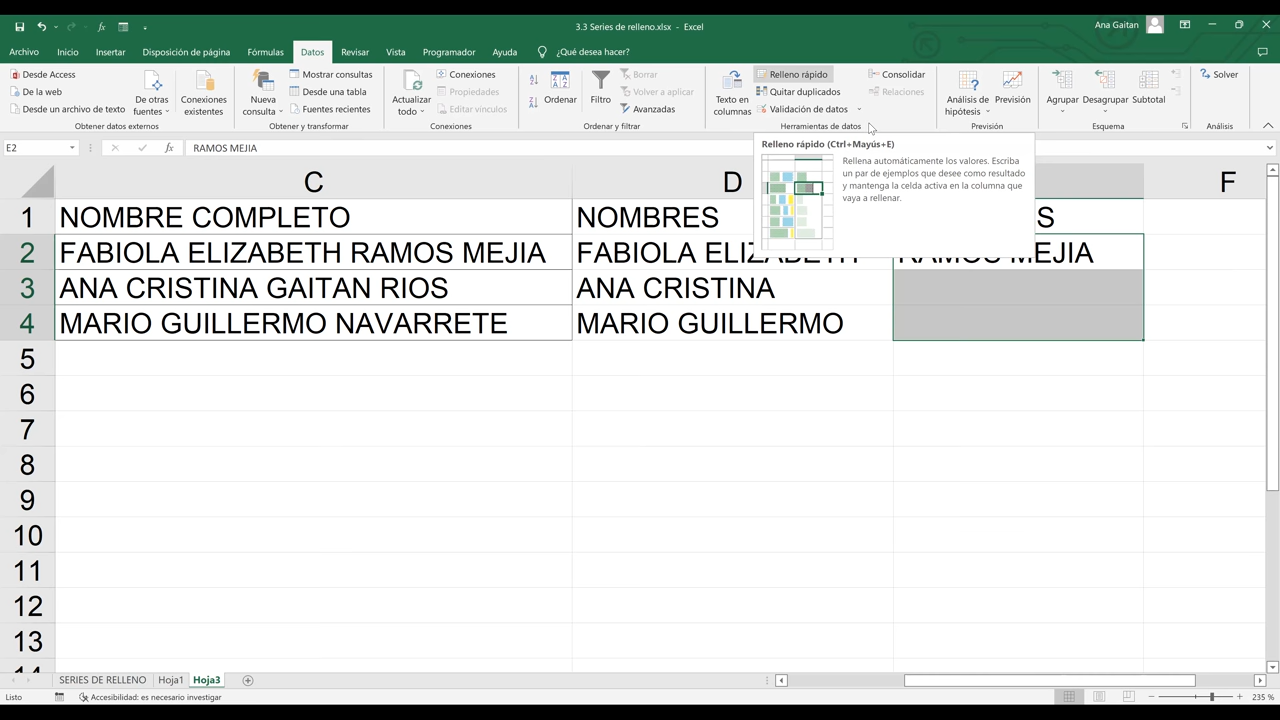 3.3 Series de relleno.xlsx - Excel
Ana Gaitan
Archivo Inicio Insertar Disposición de página Fórmulas Datos Revisar Vista Programador Ayuda ¿Qué desea hacer?
Desde Access
De la web
Desde un archivo de texto
De otras fuentes
Conexiones existentes
Obtener datos externos
Nueva consulta
Mostrar consultas
Desde una tabla
Fuentes recientes
Obtener y transformar
Actualizar todo
Conexiones
Propiedades
Editar vínculos
Conexiones
Ordenar
Filtro
Borrar
Volver a aplicar
Avanzadas
Ordenar y filtrar
Texto en columnas
Relleno rápido
Quitar duplicados
Validación de datos
Consolidar
Relaciones
Herramientas de datos
Análisis de hipótesis
Previsión
Previsión
Agrupar
Desagrupar
Subtotal
Esquema
Solver
Análisis
E2
fx
RAMOS MEJIA
Relleno rápido (Ctrl+Mayús+E)
Rellena automáticamente los valores. Escriba
un par de ejemplos que desee como resultado
y mantenga la celda activa en la columna que
vaya a rellenar.
C D F
1 NOMBRE COMPLETO NOMBRES S
2 FABIOLA ELIZABETH RAMOS MEJIA FABIOLA ELIZABETH RAMOS MEJIA
3 ANA CRISTINA GAITAN RIOS ANA CRISTINA
4 MARIO GUILLERMO NAVARRETE MARIO GUILLERMO
5
6
7
8
9
10
11
12
13
14
SERIES DE RELLENO Hoja1 Hoja3
Listo
Accesibilidad: es necesario investigar
235 %